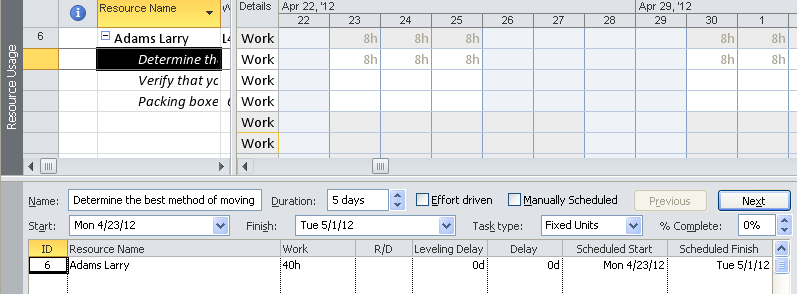 Resource Name W Details Apr 22, '12 Apr 29, '12
22 23 24 25 26 27 28 29 30 1
6 Adams Larry L4 Work 8h 8h 8h 8h 8h
Determine th Work 8h 8h 8h 8h 8h
Verify that yo Work
Packing boxe 6 Work
Work
Work
Resource Usage
Name: Determine the best method of moving Duration: 5 days Effort driven Manually Scheduled Previous Next
Start: Mon 4/23/12 Finish: Tue 5/1/12 Task type: Fixed Units % Complete: 0%
ID Resource Name Work R/D Leveling Delay Delay Scheduled Start Scheduled Finish
6 Adams Larry 40h 0d 0d Mon 4/23/12 Tue 5/1/12